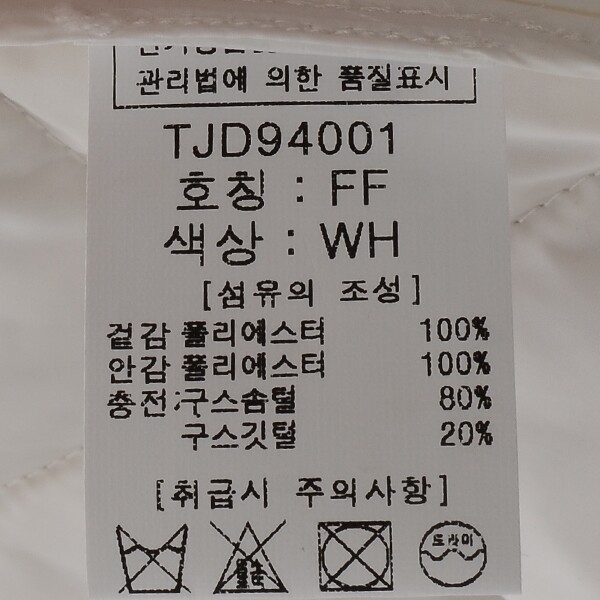 관리법에 의한 품질표시
TJD94001
호칭 : FF
색상 : WH
[섬유의 조성]
겉감 폴리에스터 100%
안감 폴리에스터 100%
충전 구스솜털 80%
구스깃털 20%
[취급시 주의사항]
드라이